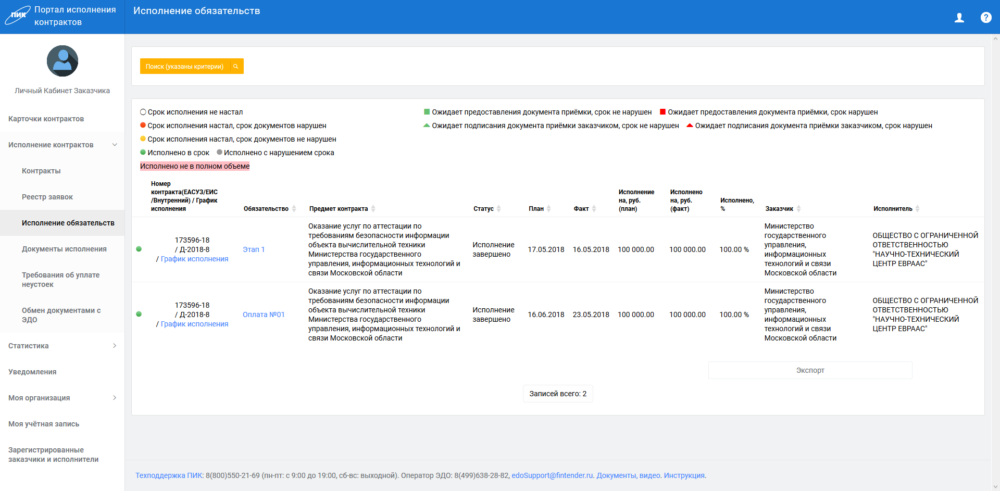 ПИК
Портал исполнения
контрактов
Исполнение обязательств
?
Личный Кабинет Заказчика
Карточки контрактов
Исполнение контрактов
Контракты
Реестр заявок
Исполнение обязательств
Документы исполнения
Требования об уплате
неустоек
Обмен документами с
ЭДО
Статистика
Уведомления
Моя организация
Моя учётная запись
Зарегистрированные
заказчики и исполнители
Поиск (указаны критерии)
Срок исполнения не настал
Срок исполнения настал, срок документов нарушен
Срок исполнения настал, срок документов не нарушен
Исполнено в срок Исполнено с нарушением срока
Исполнено не в полном объеме
Ожидает предоставления документа приёмки, срок не нарушен Ожидает предоставления документа приёмки, срок нарушен
Ожидает подписания документа приёмки заказчиком, срок не нарушен Ожидает подписания документа приёмки заказчиком, срок нарушен
Номер
контракта(ЕАСУЗ/ЕИС
/Внутренний) / График
исполнения
Обязательство
Предмет контракта
Статус
План
Факт
Исполнение
на, руб.
(план)
Исполнено
на, руб.
(факт)
Исполнено,
%
Заказчик
Исполнитель
173596-18
/ Д-2018-8
/ График исполнения
Этап 1
Оказание услуг по аттестации по
требованиям безопасности информации
объекта вычислительной техники
Министерства государственного
управления, информационных технологий и
связи Московской области
Исполнение
завершено
17.05.2018
16.05.2018
100 000.00
100 000.00
100.00 %
Министерство
государственного
управления,
информационных
технологий и связи
Московской области
ОБЩЕСТВО С ОГРАНИЧЕННОЙ
ОТВЕТСТВЕННОСТЬЮ
"НАУЧНО-ТЕХНИЧЕСКИЙ
ЦЕНТР ЕВРААС"
173596-18
/ Д-2018-8
/ График исполнения
Оплата №01
Оказание услуг по аттестации по
требованиям безопасности информации
объекта вычислительной техники
Министерства государственного
управления, информационных технологий и
связи Московской области
Исполнение
завершено
16.06.2018
23.05.2018
100 000.00
100 000.00
100.00 %
Министерство
государственного
управления,
информационных
технологий и связи
Московской области
ОБЩЕСТВО С ОГРАНИЧЕННОЙ
ОТВЕТСТВЕННОСТЬЮ
"НАУЧНО-ТЕХНИЧЕСКИЙ
ЦЕНТР ЕВРААС"
Экспорт
Записей всего: 2
Техподдержка ПИК: 8(800)550-21-69 (пн-пт: с 9:00 до 19:00, сб-вс: выходной). Оператор ЭДО: 8(499)638-28-82, edoSupport@fintender.ru. Документы, видео. Инструкция.